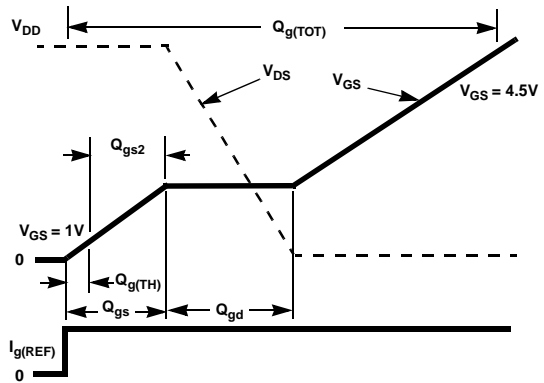 V_DD
Q_g(TOT)
V_DS
V_GS
V_GS = 4.5V
Q_gs2
V_GS = 1V
0
Q_g(TH)
Q_gs
Q_gd
I_g(REF)
0